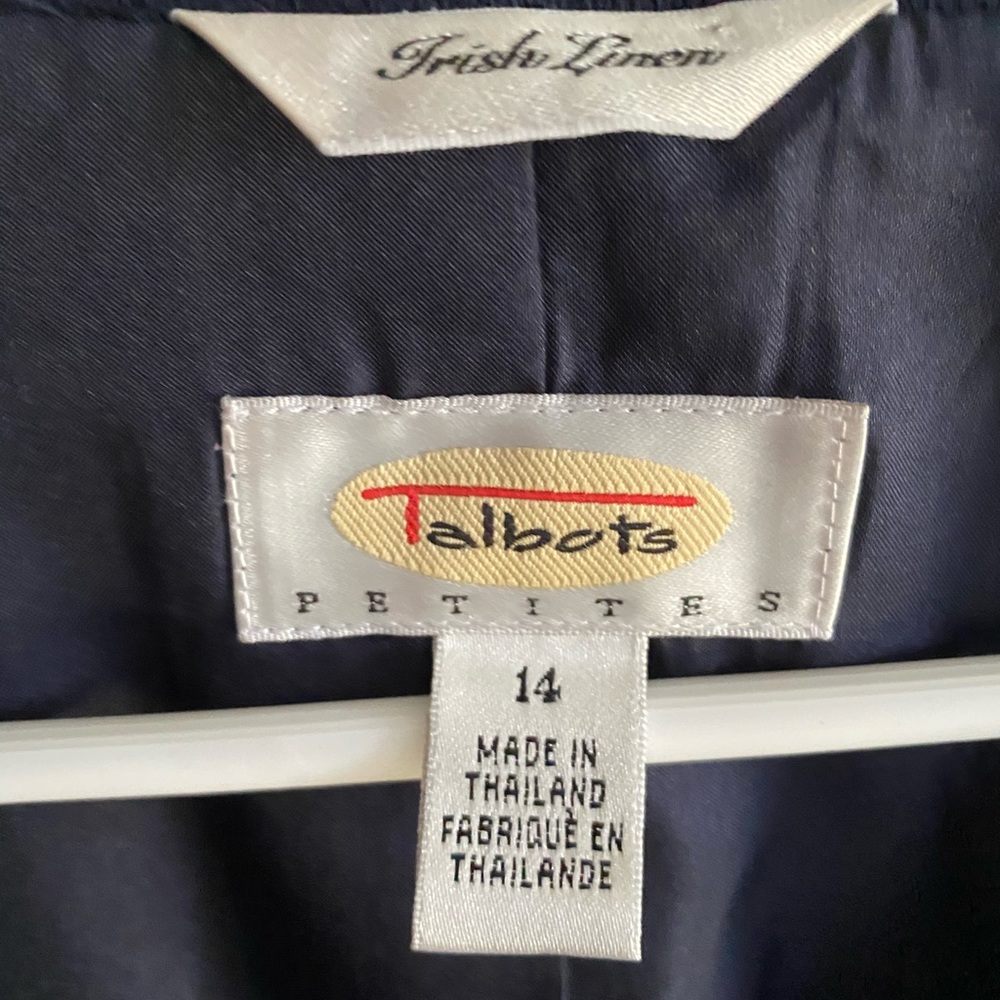 Irish Linen
Talbots
PETITES
14
MADE IN
THAILAND
FABRIQUÈ EN
THAILANDE